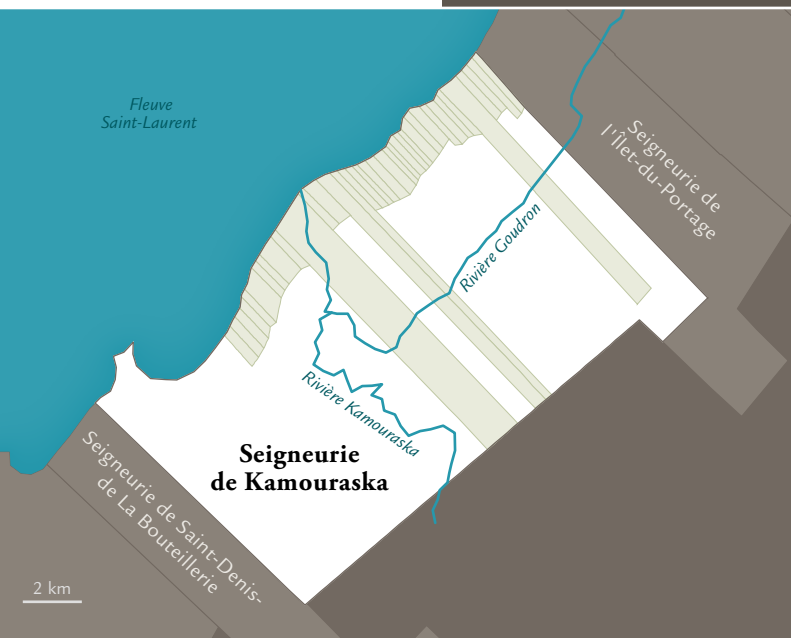 Fleuve
Saint-Laurent
Seigneurie de
l'Îlet-du-Portage
Rivière Goudron
Rivière Kamouraska
Seigneurie
de Kamouraska
Seigneurie de Saint-Denis-
de La Bouteillerie
2 km